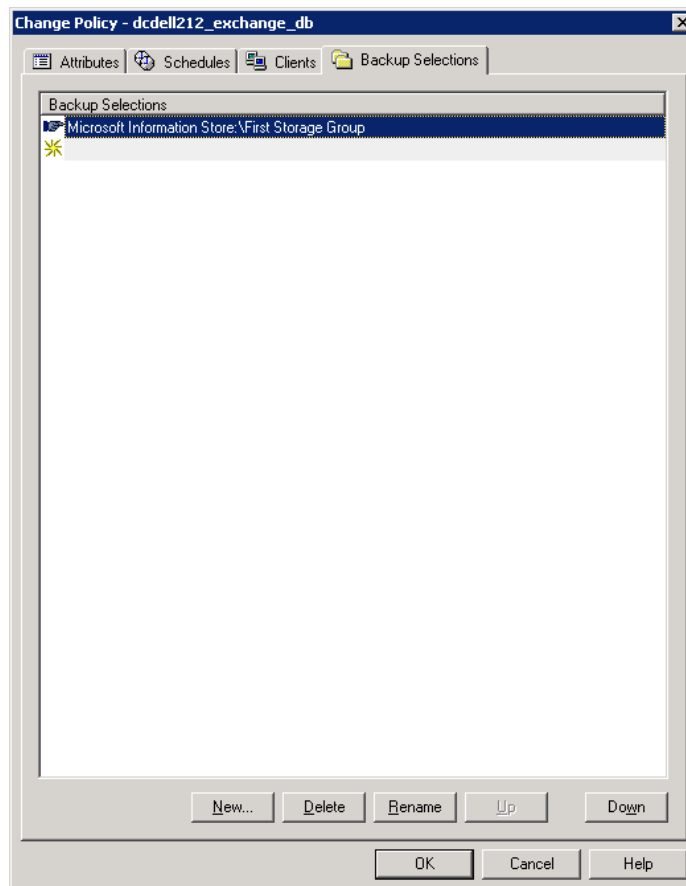 Change Policy - dcdell212_exchange_db
Attributes Schedules Clients Backup Selections
Backup Selections
Microsoft Information Store:\First Storage Group
New... Delete Rename Up Down
OK Cancel Help